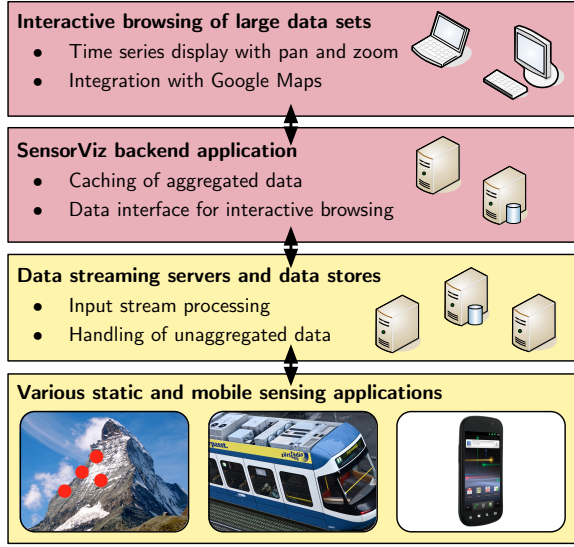 Interactive browsing of large data sets
• Time series display with pan and zoom
• Integration with Google Maps
SensorViz backend application
• Caching of aggregated data
• Data interface for interactive browsing
Data streaming servers and data stores
• Input stream processing
• Handling of unaggregated data
Various static and mobile sensing applications